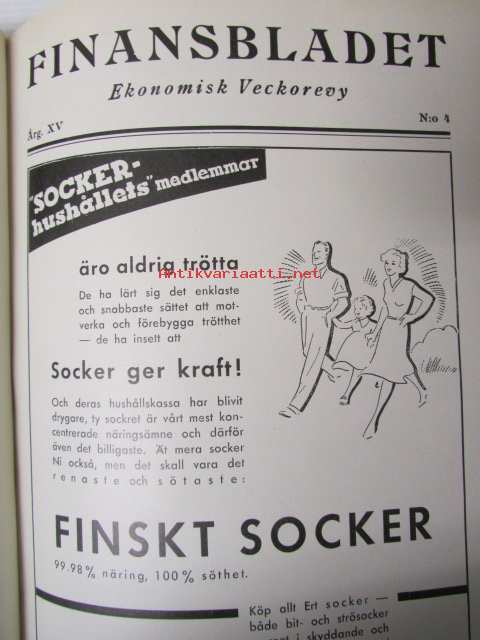 FINANSBLADET
Ekonomisk Veckorevy
Årg. XV
N:o 4
"SOCKER-
hushållets" medlemmar
äro aldrig trötta
Antikvariaatti.net
De ha lärt sig det enklaste
och snabbaste sättet att mot-
verka och förebygga trötthet
— de ha insett att
Socker ger kraft!
Och deras hushållskassa har blivit
drygare, ty sockret är vårt mest kon-
centrerade näringsämne och därför
även det billigaste. Ät mera socker
Ni också, men det skall vara det
renaste och sötaste:
FINSKT SOCKER
99.98% näring, 100% söthet.
Köp allt Ert socker —
både bit- och strösocker
i skyddande och